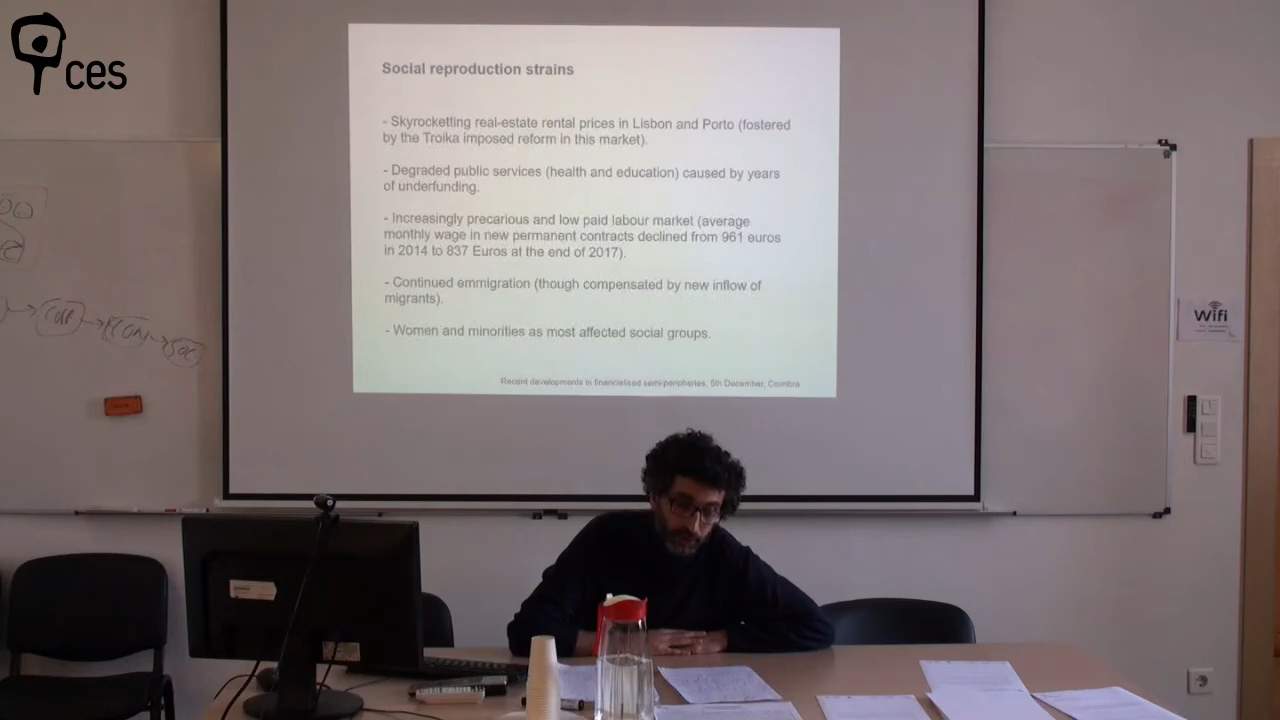 ces
Social reproduction strains
- Skyrocketting real-estate rental prices in Lisbon and Porto (fostered
by the Troika imposed reform in this market).
- Degraded public services (health and education) caused by years
of underfunding.
- Increasingly precarious and low paid labour market (average
monthly wage in new permanent contracts declined from 961 euros
in 2014 to 837 Euros at the end of 2017).
- Continued emmigration (though compensated by new inflow of
migrants).
- Women and minorities as most affected social groups.
Recent developments in financialised semi-peripheries, 5th December, Coimbra
Wifi